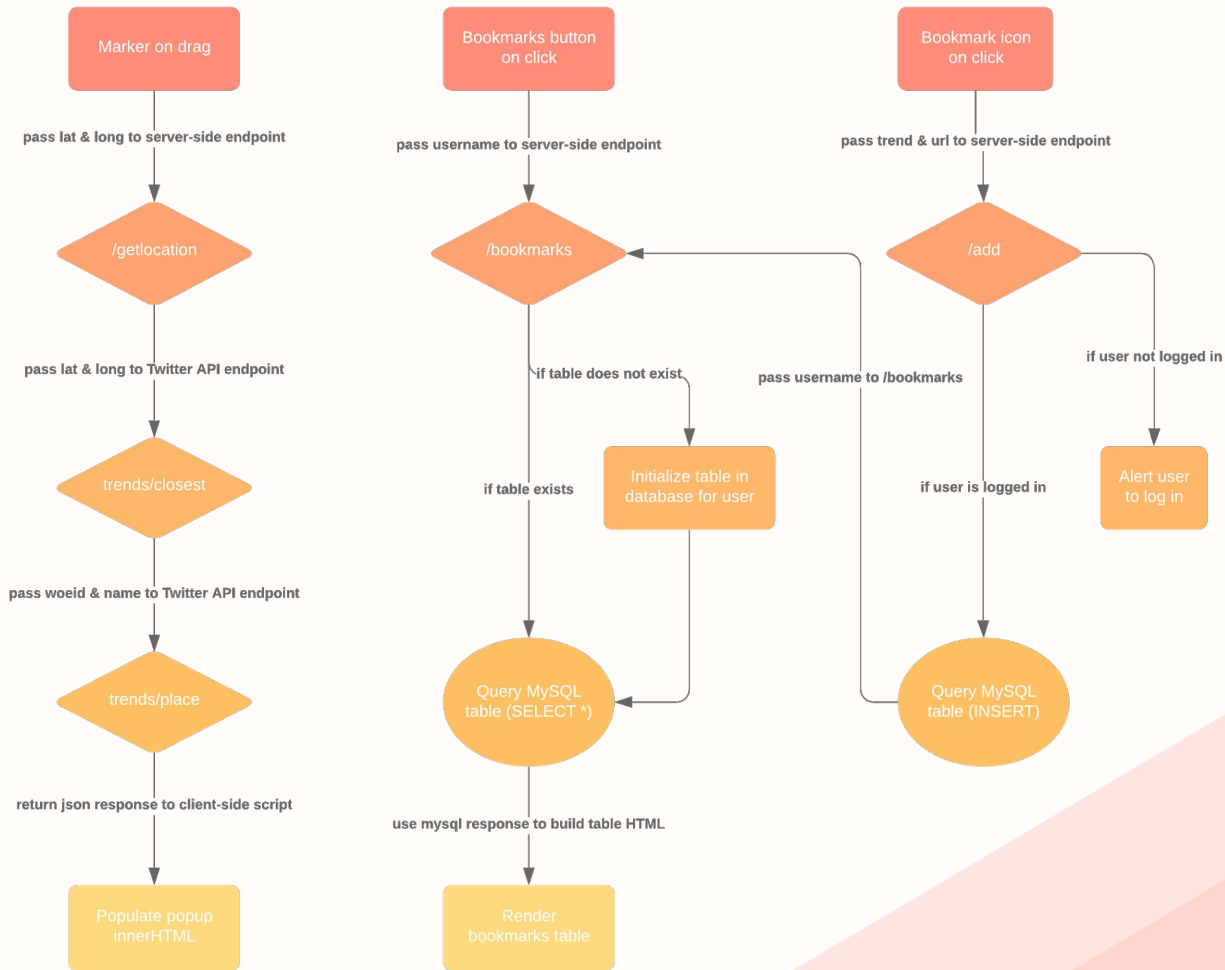 Marker on drag
pass lat & long to server-side endpoint
/getlocation
pass lat & long to Twitter API endpoint
trends/closest
pass woeid & name to Twitter API endpoint
trends/place
return json response to client-side script
Populate popup
innerHTML
Bookmarks button
on click
pass username to server-side endpoint
/bookmarks
if table does not exist
Initialize table in
database for user
if table exists
Query MySQL
table (SELECT *)
use mysql response to build table HTML
Render
bookmarks table
Bookmark icon
on click
pass trend & url to server-side endpoint
/add
if user not logged in
Alert user
to log in
if user is logged in
Query MySQL
table (INSERT)
pass username to /bookmarks